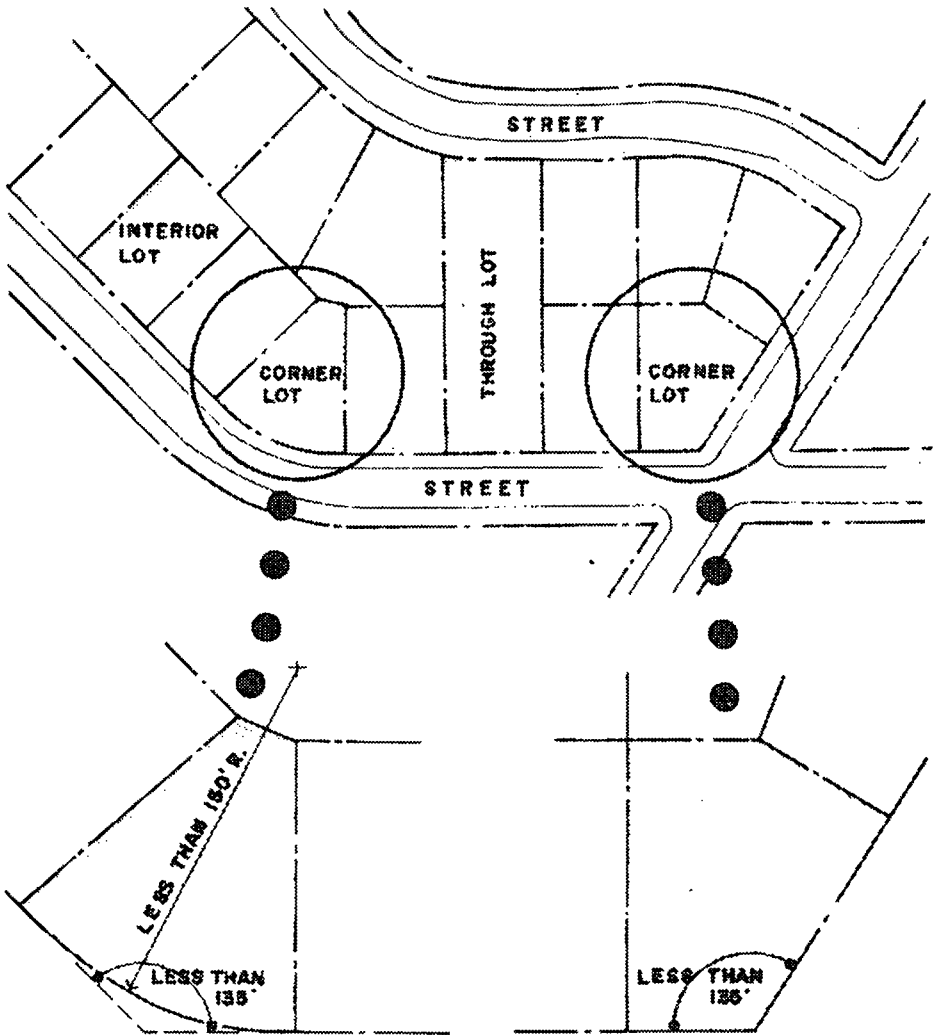 STREET
INTERIOR
LOT
THROUGH LOT
CORNER
LOT
CORNER
LOT
STREET
LESS THAN 150' R.
LESS THAN
135°
LESS THAN
135°